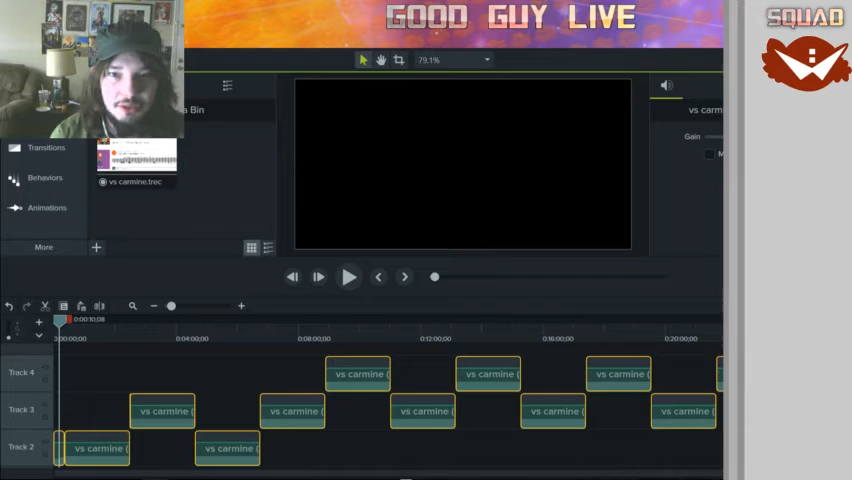 GOOD GUY LIVE
SQUAD
79.1%
a Bin
vs carm
Gain
M
Transitions
vs carmine.trec
Behaviors
Animations
More
0:00:10;08
0:00:00;00
0:04:00;00
0:08:00;00
0:12:00;00
0:16:00;00
0:20:00;00
Track 4
vs carmine (
vs carmine (
vs carmine (
Track 3
vs carmine (
vs carmine (
vs carmine (
vs carmine (
vs carmine (
Track 2
vs carmine (
vs carmine (